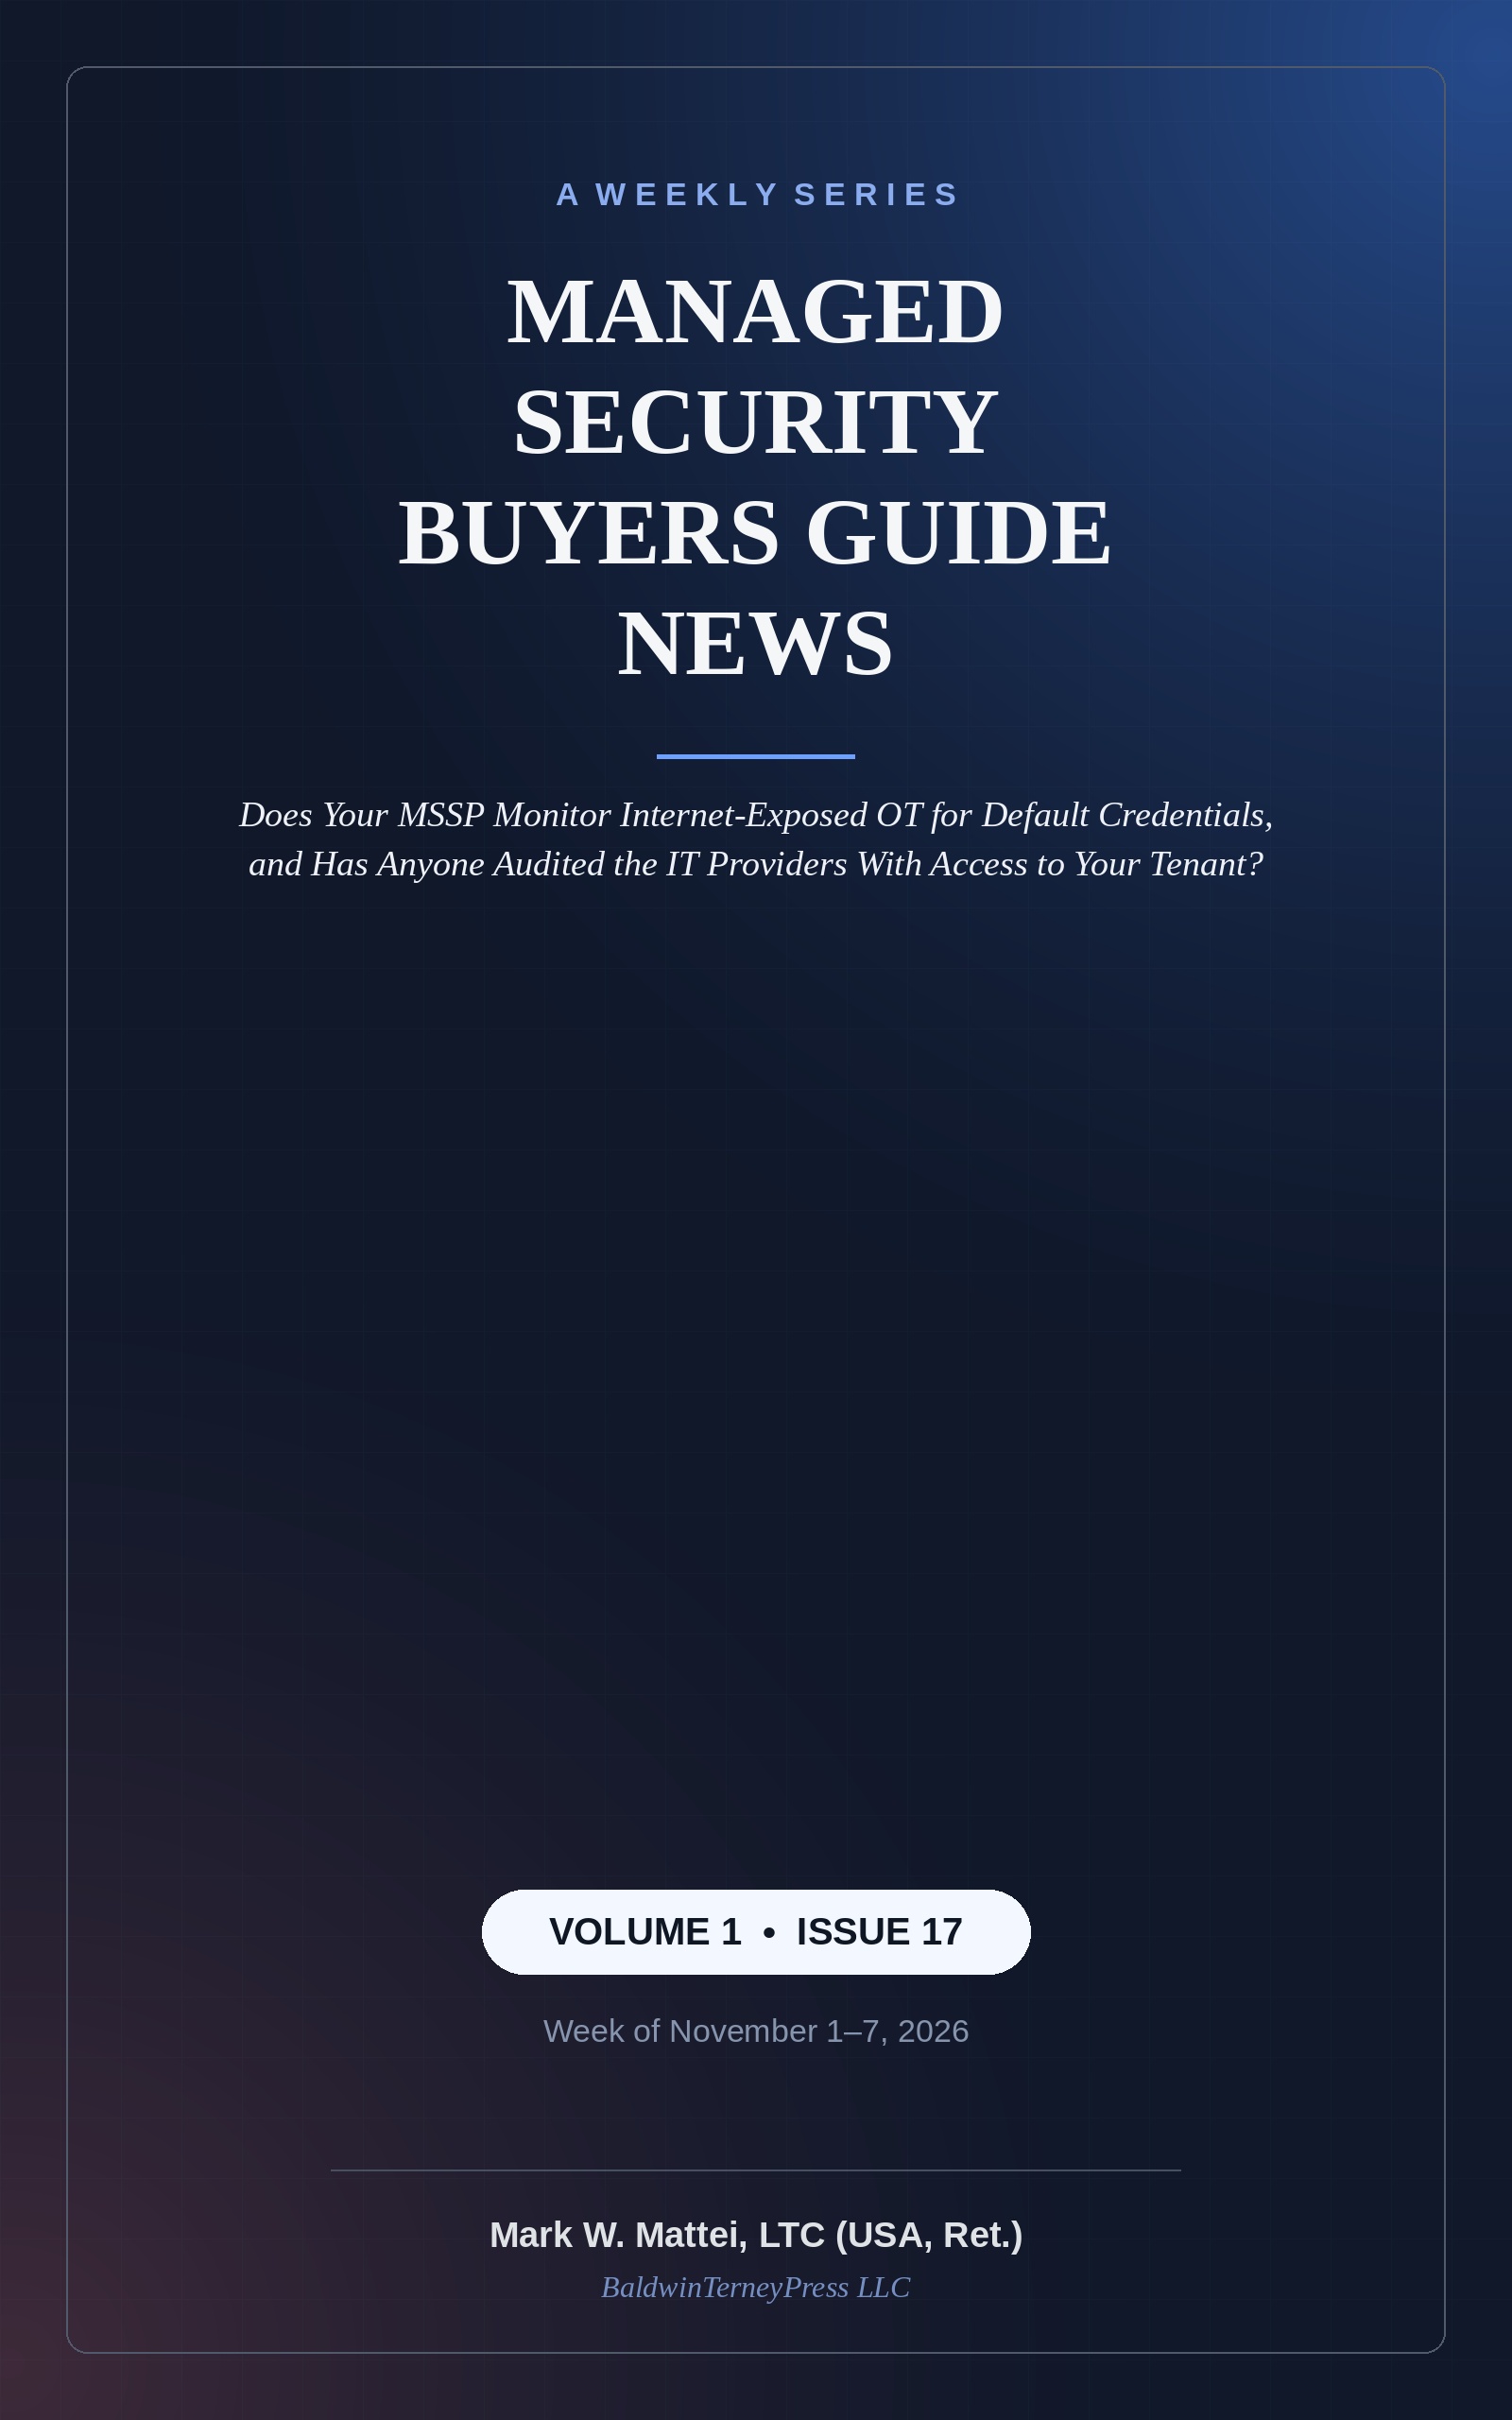 A WEEKLY SERIES
MANAGED
SECURITY
BUYERS GUIDE
NEWS
Does Your MSSP Monitor Internet-Exposed OT for Default Credentials,
and Has Anyone Audited the IT Providers With Access to Your Tenant?
VOLUME 1 • ISSUE 17
Week of November 1–7, 2026
Mark W. Mattei, LTC (USA, Ret.)
BaldwinTerneyPress LLC